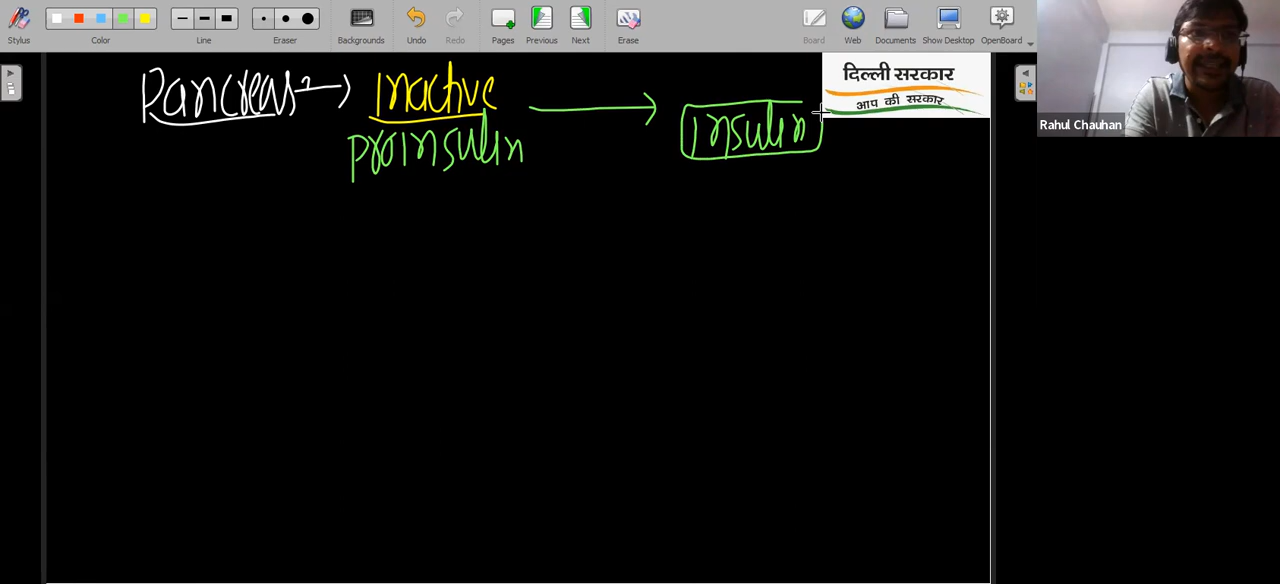 Stylus
Color
Line
Eraser
Backgrounds
Undo
Redo
Pages
Previous
Next
Erase
Board
Web
Documents
Show Desktop
OpenBoard
Pancreas → Inactive → Insulin
proinsulin
दिल्ली सरकार
आप की सरकार
Rahul Chauhan